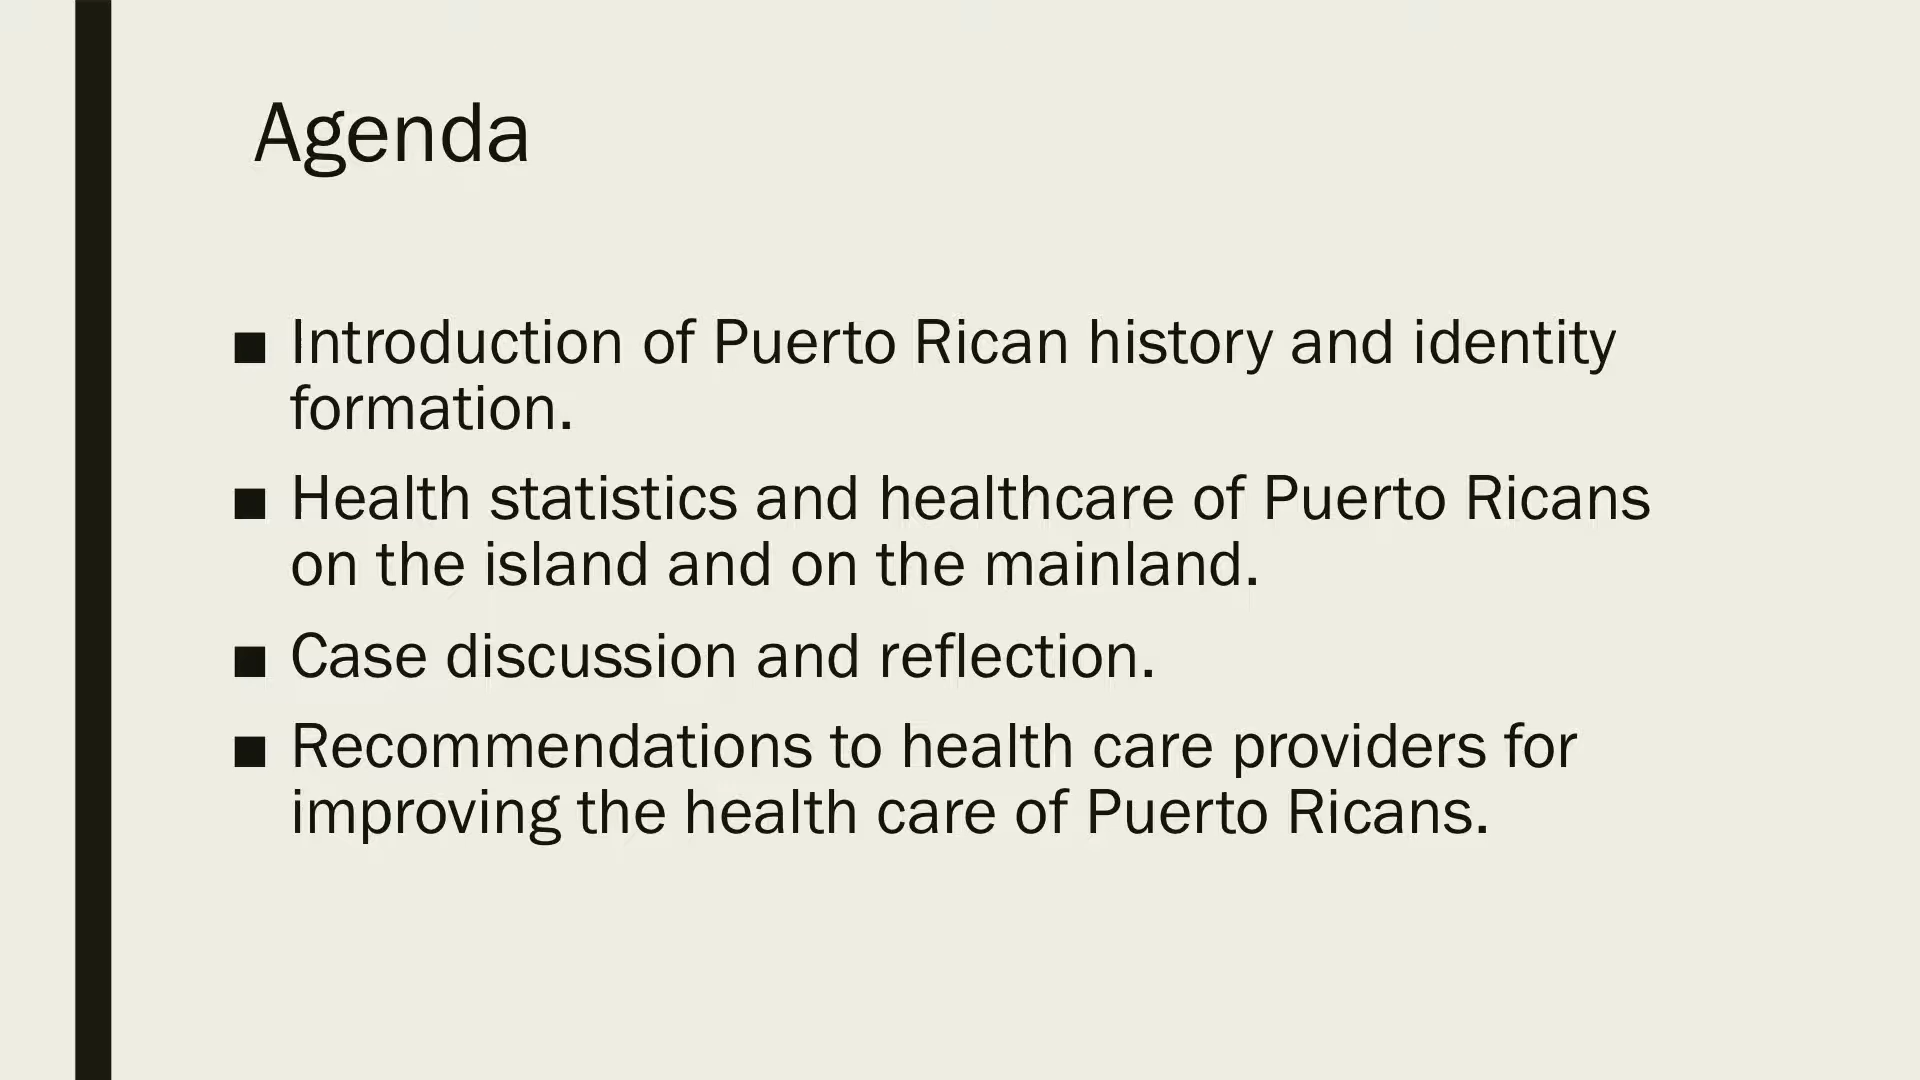 Agenda
■ Introduction of Puerto Rican history and identity
formation.
■ Health statistics and healthcare of Puerto Ricans
on the island and on the mainland.
■ Case discussion and reflection.
■ Recommendations to health care providers for
improving the health care of Puerto Ricans.